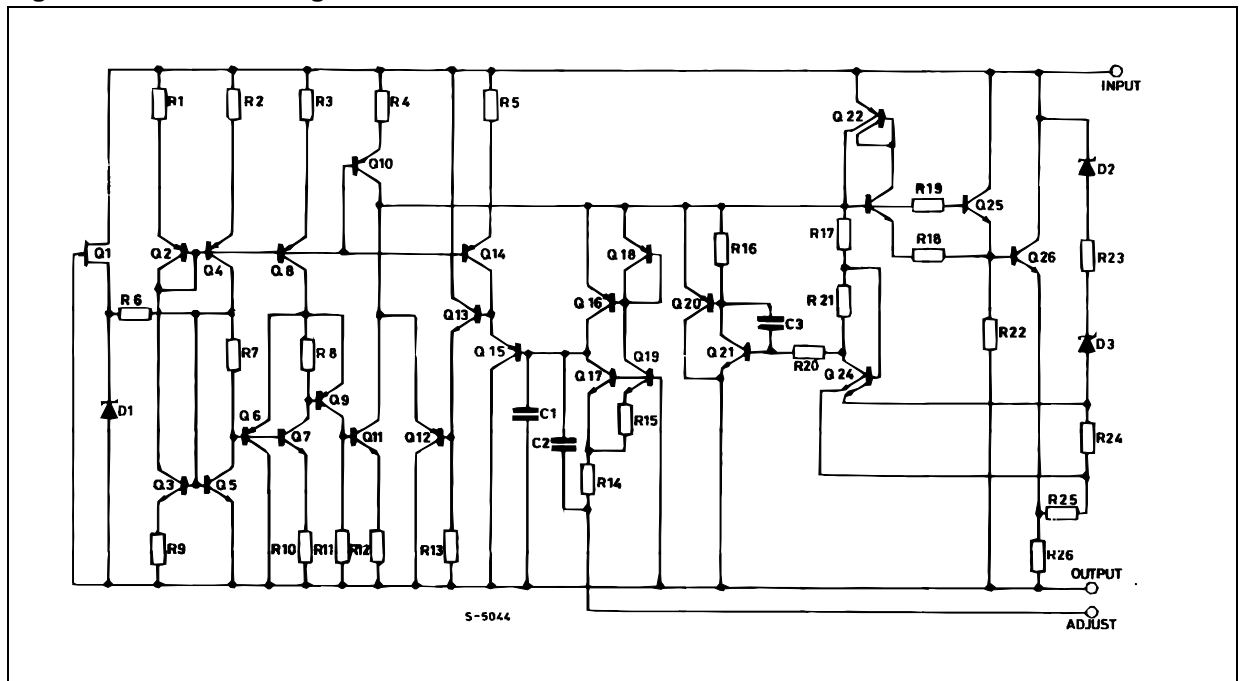 INPUT
R1 R2 R3 R4 R5
Q22
Q10
D2
R19
Q25
R18
R17
R16
Q1 Q2 Q4 Q8 Q14 Q18 Q26
R23
R6
Q13 Q16 Q20 R21
C3
R22
R7 R8 Q15 Q19 Q21 R20 D3
Q17 Q24
D1 Q9
Q6 Q7 Q11 Q12 C1 R15
C2 R24
Q3 Q5 R14
R25
R9 R10 R11 R12 R13 R26
OUTPUT
S-5044
ADJUST